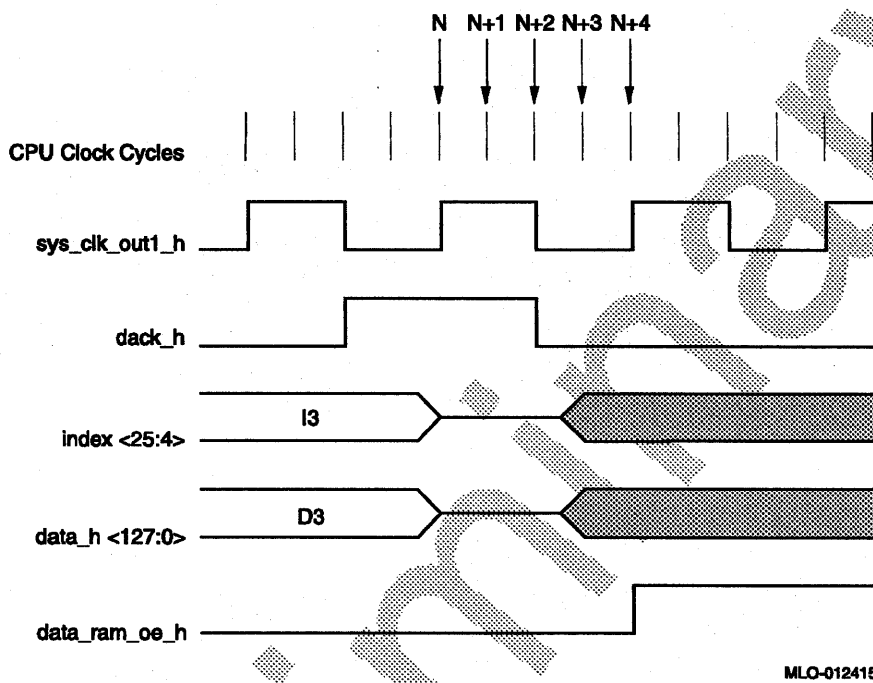 N N+1 N+2 N+3 N+4
CPU Clock Cycles
sys_clk_out1_h
dack_h
I3
index <25:4>
D3
data_h <127:0>
data_ram_oe_h
MLO-012415